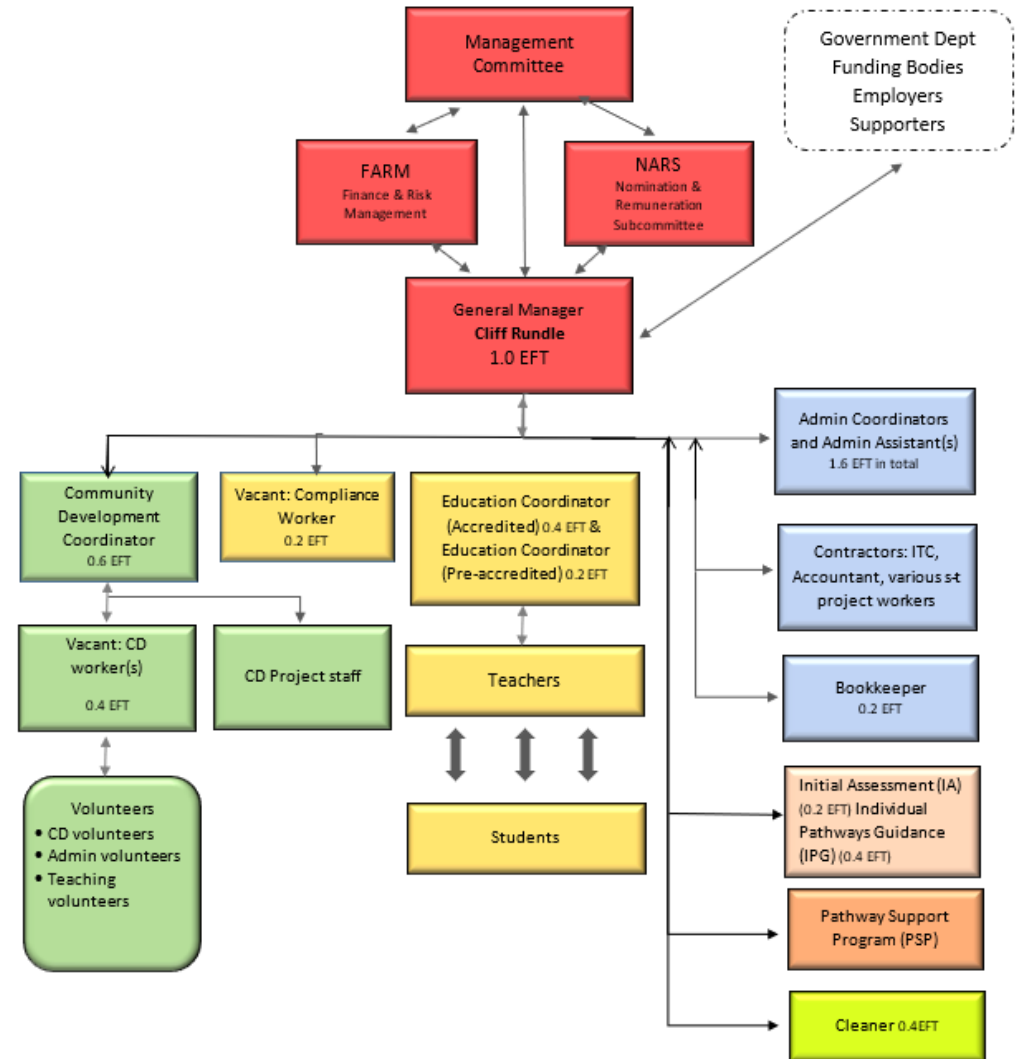 Management
Committee
Government Dept
Funding Bodies
Employers
Supporters
FARM
Finance & Risk
Management
NARS
Nomination &
Remuneration
Subcommittee
General Manager
Cliff Rundle
1.0 EFT
Admin Coordinators
and Admin Assistant(s)
1.6 EFT in total
Community
Development
Coordinator
0.6 EFT
Vacant: Compliance
Worker
0.2 EFT
Education Coordinator
(Accredited) 0.4 EFT &
Education Coordinator
(Pre-accredited) 0.2 EFT
Contractors: ITC,
Accountant, various s-t
project workers
Vacant: CD
worker(s)
0.4 EFT
CD Project staff
Teachers
Bookkeeper
0.2 EFT
Volunteers
• CD volunteers
• Admin volunteers
• Teaching
volunteers
Students
Initial Assessment (IA)
(0.2 EFT) Individual
Pathways Guidance
(IPG) (0.4 EFT)
Pathway Support
Program (PSP)
Cleaner 0.4EFT